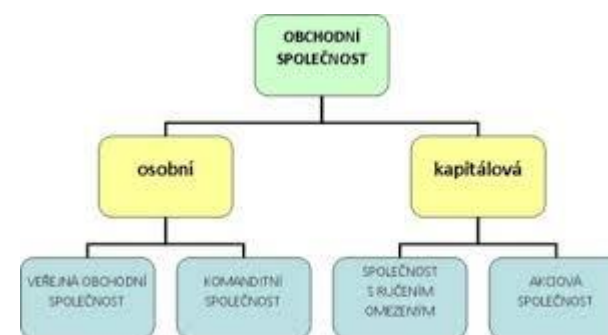 OBCHODNÍ
SPOLEČNOST
osobní
kapitálová
VEŘEJNÁ OBCHODNÍ
SPOLEČNOST
KOMANDITNÍ
SPOLEČNOST
SPOLEČNOST
S RUČENÍM
OMEZENÝM
AKCIOVÁ
SPOLEČNOST